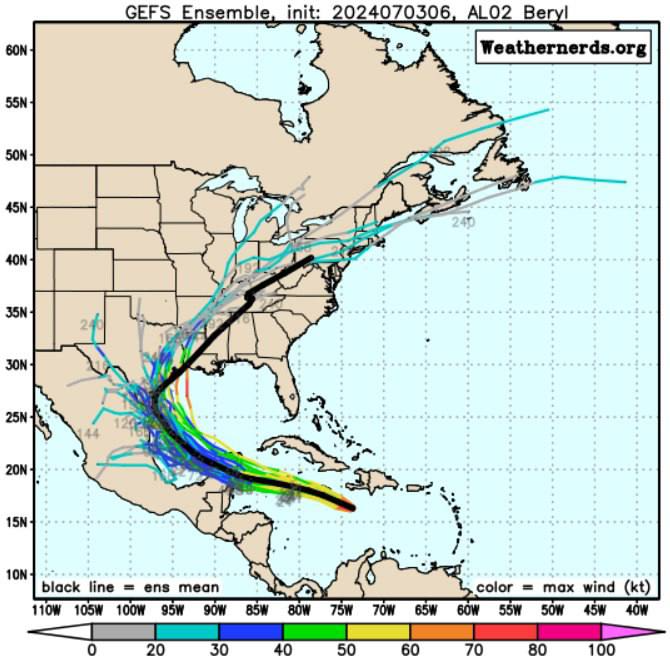 GEFS Ensemble, init: 2024070306, AL02 Beryl
Weathernerds.org
60N
55N
50N
45N
240
40N
192
35N
240
30N
25N
144
20N
15N
10N
black line = ens mean
color = max wind (kt)
110W 105W 100W 95W 90W 85W 80W 75W 70W 65W 60W 55W 50W 45W 40W
0 20 30 40 50 60 70 80 90 100